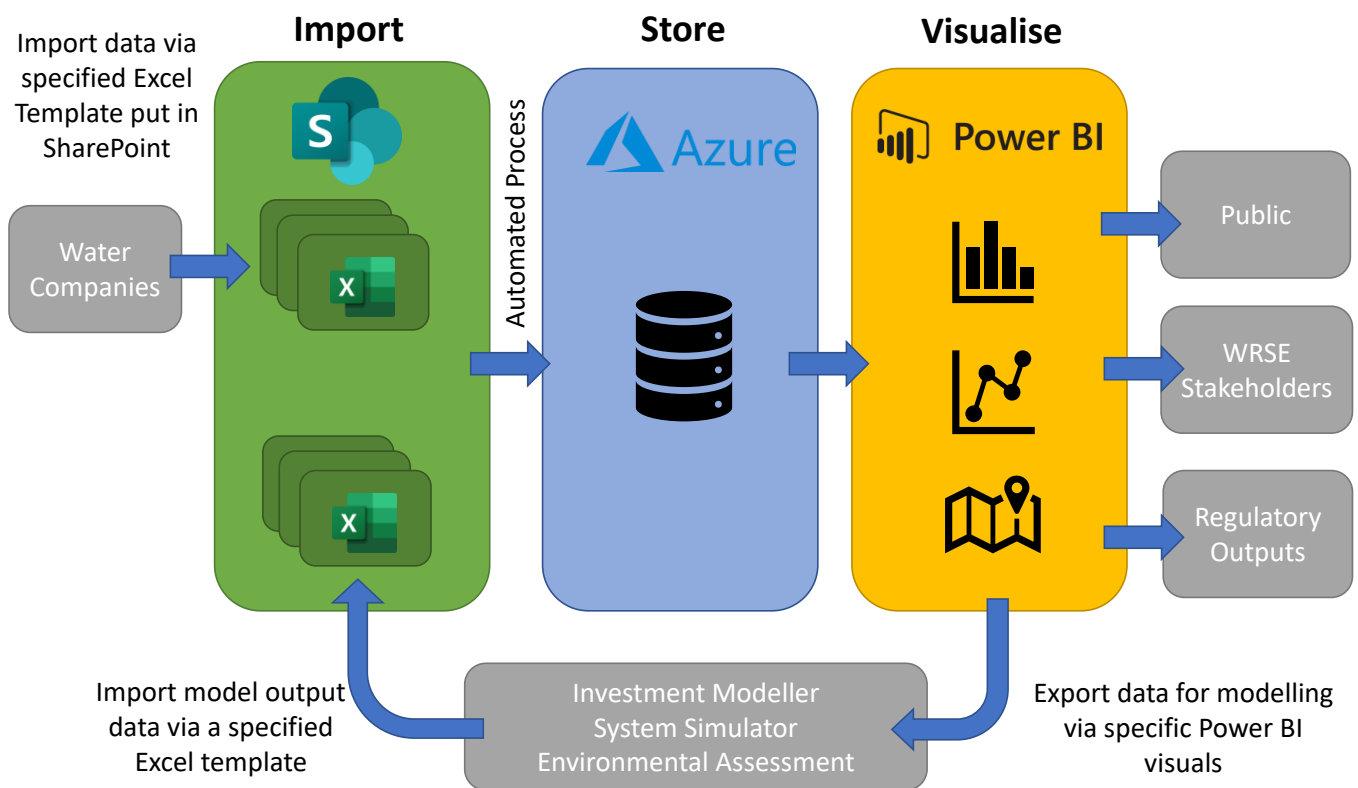 Import
Store
Visualise
Import data via
specified Excel
Template put in
SharePoint
S
Azure
Power BI
Automated Process
Water
Companies
X
X
Public
WRSE
Stakeholders
Regulatory
Outputs
Import model output
data via a specified
Excel template
Investment Modeller
System Simulator
Environmental Assessment
Export data for modelling
via specific Power BI
visuals